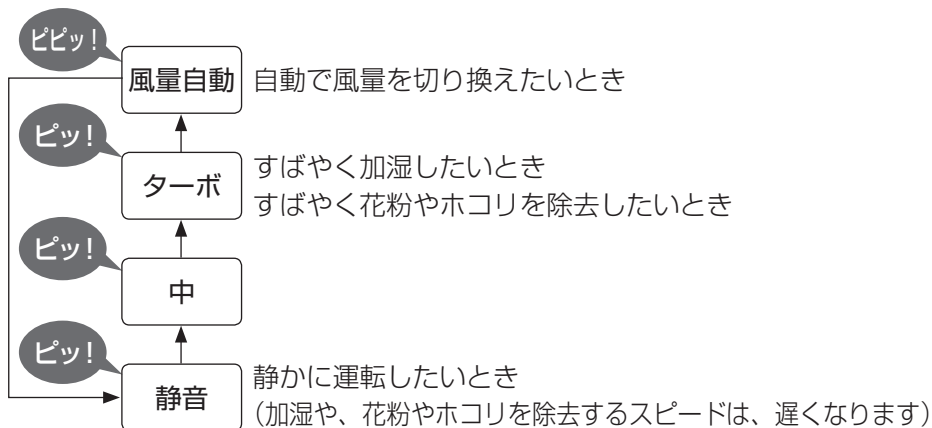 ピピッ!
風量自動
自動で風量を切り換えたいとき
ピッ!
ターボ
すばやく加湿したいとき
すばやく花粉やホコリを除去したいとき
ピッ!
中
ピッ!
静音
静かに運転したいとき
(加湿や、花粉やホコリを除去するスピードは、遅くなります)